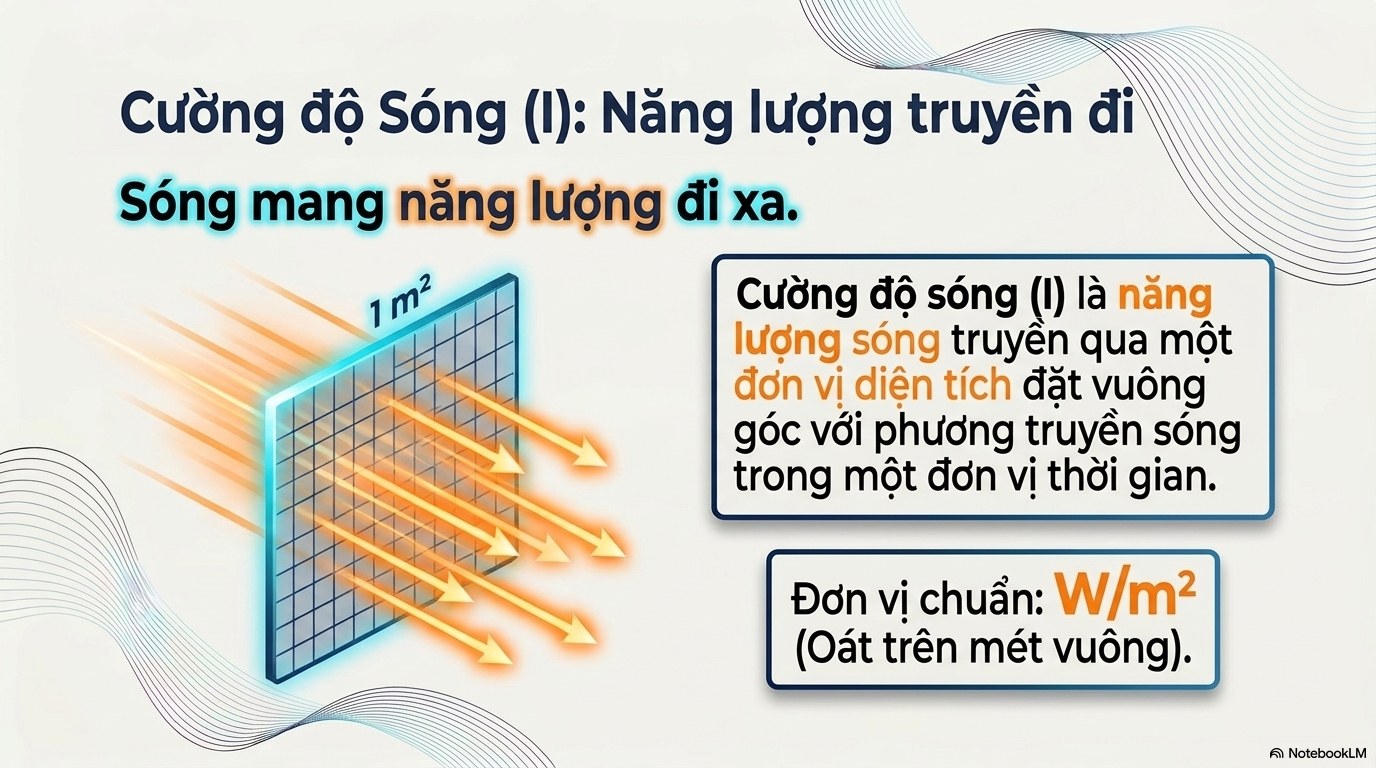 Cường độ Sóng (I): Năng lượng truyền đi
Sóng mang năng lượng đi xa.
1 m²
Cường độ sóng (I) là năng
lượng sóng truyền qua một
đơn vị diện tích đặt vuông
góc với phương truyền sóng
trong một đơn vị thời gian.
Đơn vị chuẩn: W/m²
(Oát trên mét vuông).
NotebookLM